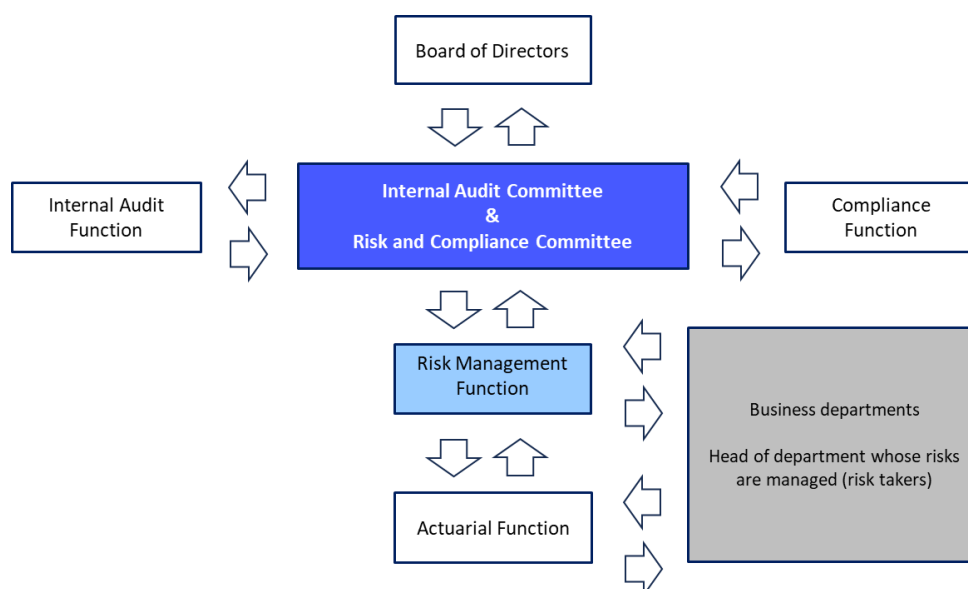 Board of Directors
Internal Audit Committee
&
Risk and Compliance Committee
Internal Audit
Function
Compliance
Function
Risk Management
Function
Business departments
Head of department whose risks
are managed (risk takers)
Actuarial Function